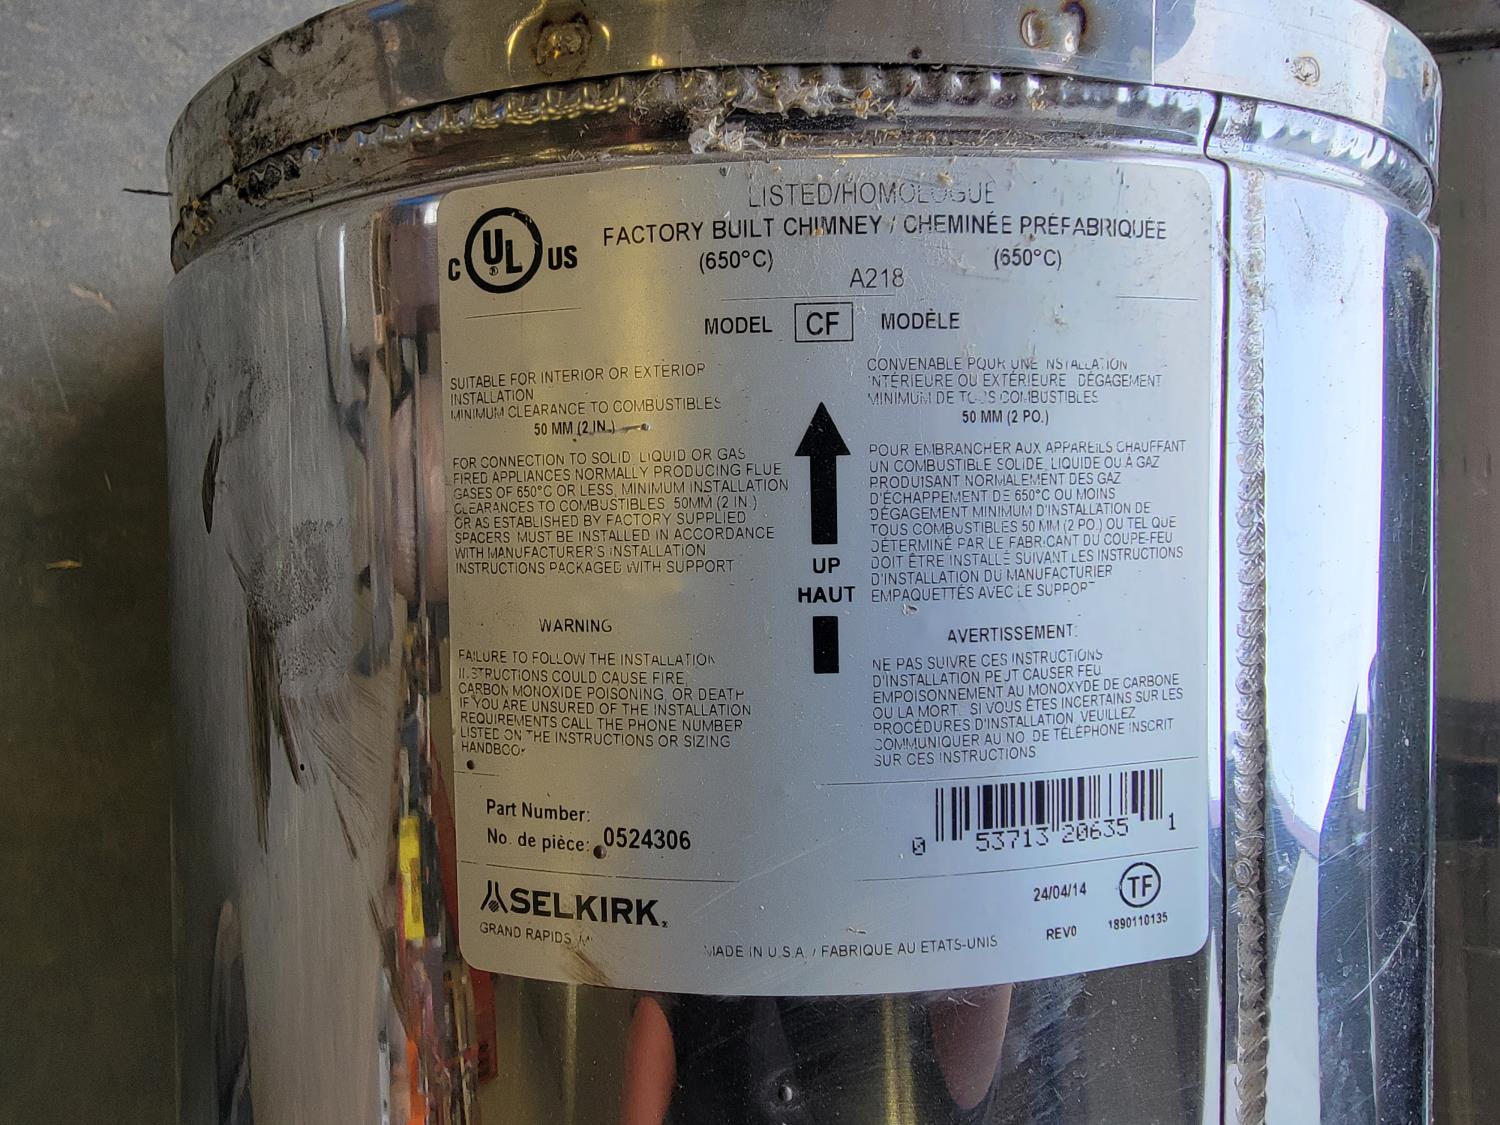 LISTED/HOMOLOGUE
C UL ® US
FACTORY BUILT CHIMNEY / CHEMINÉE PRÉFABRIQUÉE
(650°C) (650°C)
A218
MODEL CF MODÈLE
SUITABLE FOR INTERIOR OR EXTERIOR
INSTALLATION
MINIMUM CLEARANCE TO COMBUSTIBLES
50 MM (2 IN.)
FOR CONNECTION TO SOLID, LIQUID OR GAS
FIRED APPLIANCES NORMALLY PRODUCING FLUE
GASES OF 650°C OR LESS, MINIMUM INSTALLATION
CLEARANCES TO COMBUSTIBLES 50MM (2 IN.)
OR AS ESTABLISHED BY FACTORY SUPPLIED
SPACERS. MUST BE INSTALLED IN ACCORDANCE
WITH MANUFACTURER'S INSTALLATION
INSTRUCTIONS PACKAGED WITH SUPPORT
WARNING
FAILURE TO FOLLOW THE INSTALLATION
INSTRUCTIONS COULD CAUSE FIRE,
CARBON MONOXIDE POISONING, OR DEATH
IF YOU ARE UNSURED OF THE INSTALLATION
REQUIREMENTS CALL THE PHONE NUMBER
LISTED ON THE INSTRUCTIONS OR SIZING
HANDBOOK
UP
HAUT
CONVENABLE POUR UNE INSTALLATION
INTÉRIEURE OU EXTÉRIEURE DÉGAGEMENT
MINIMUM DE TOUS COMBUSTIBLES
50 MM (2 PO.)
POUR EMBRANCHER AUX APPAREILS CHAUFFANT
UN COMBUSTIBLE SOLIDE, LIQUIDE OU À GAZ
PRODUISANT NORMALEMENT DES GAZ
D'ÉCHAPPEMENT DE 650°C OU MOINS
DÉGAGEMENT MINIMUM D'INSTALLATION DE
TOUS COMBUSTIBLES 50 MM (2 PO.) OU TEL QUE
DÉTERMINÉ PAR LE FABRICANT DU COUPE-FEU
DOIT ÊTRE INSTALLÉ SUIVANT LES INSTRUCTIONS
D'INSTALLATION DU MANUFACTURIER
EMPAQUETTÉS AVEC LE SUPPORT
AVERTISSEMENT:
NE PAS SUIVRE CES INSTRUCTIONS
D'INSTALLATION PEUT CAUSER FEU
EMPOISONNEMENT AU MONOXYDE DE CARBONE
OU LA MORT. SI VOUS ÊTES INCERTAINS SUR LES
PROCÉDURES D'INSTALLATION, VEUILLEZ
COMMUNIQUER AU NO. DE TÉLÉPHONE INSCRIT
SUR CES INSTRUCTIONS.
Part Number:
No. de pièce: 0524306
0 53713 20635 1
SELKIRK
GRAND RAPIDS, MI
MADE IN U.S.A. / FABRIQUE AU ETATS-UNIS
24/04/14
REV0
TF
1890110135